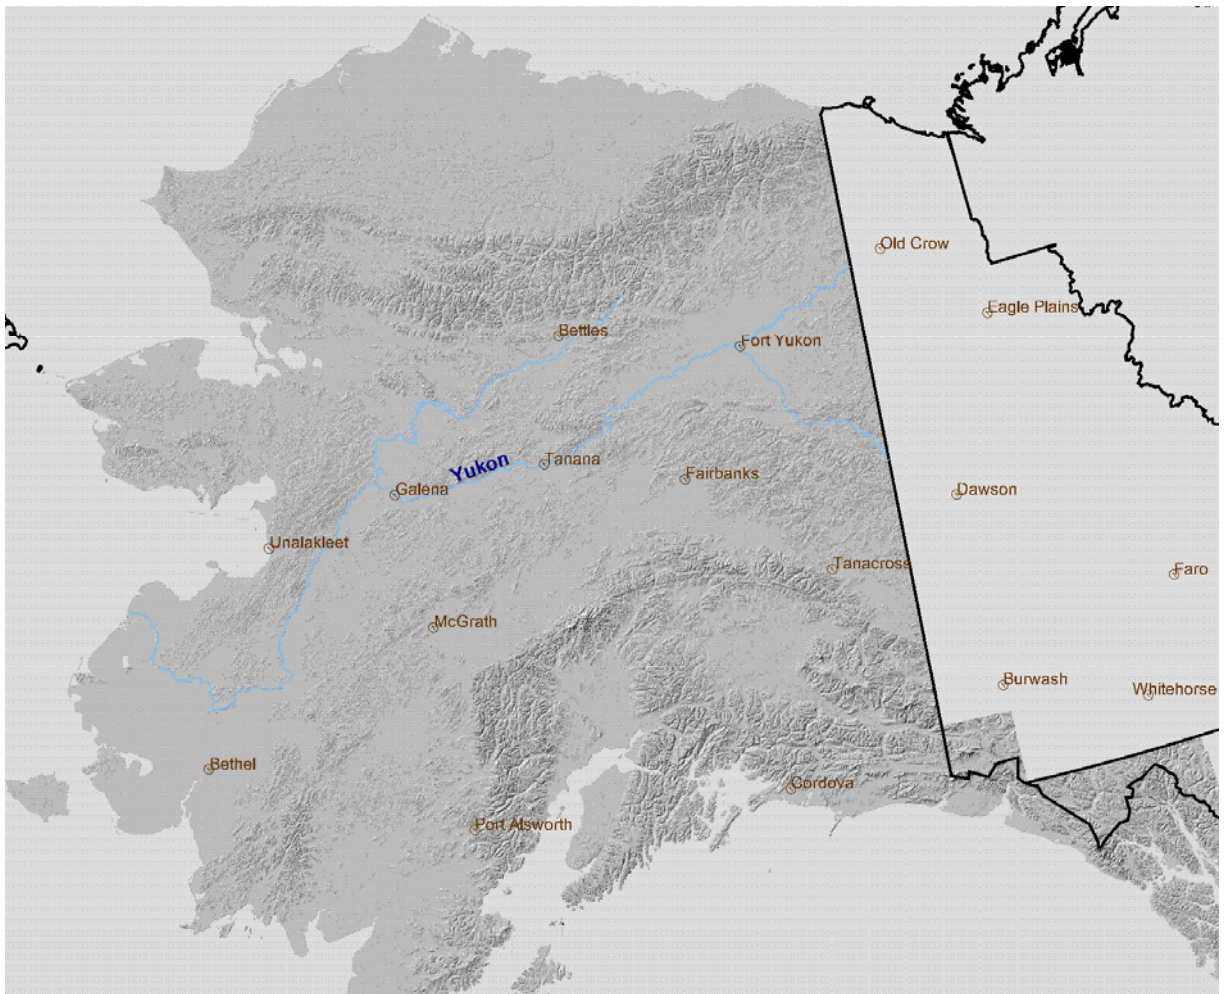 Old Crow
Eagle Plains
Bettles
Fort Yukon
Yukon
Tanana
Fairbanks
Galena
Dawson
Unalakleet
Tanacross
Faro
McGrath
Burwash
Whitehorse
Bethel
Cordova
Port Alsworth